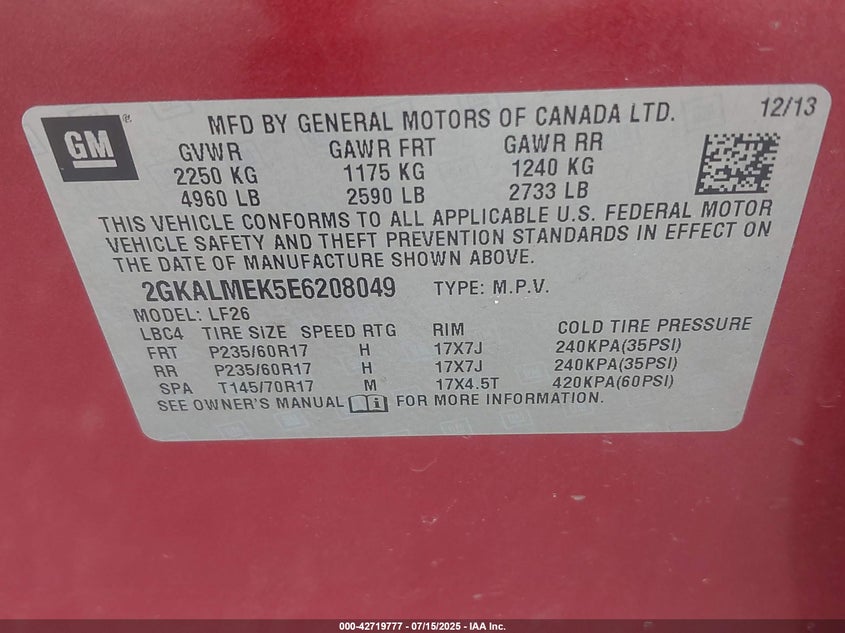 GM ®
MFD BY GENERAL MOTORS OF CANADA LTD. 12/13
GVWR GAWR FRT GAWR RR
2250 KG 1175 KG 1240 KG
4960 LB 2590 LB 2733 LB
THIS VEHICLE CONFORMS TO ALL APPLICABLE U.S. FEDERAL MOTOR
VEHICLE SAFETY AND THEFT PREVENTION STANDARDS IN EFFECT ON
THE DATE OF MANUFACTURE SHOWN ABOVE.
2GKALMEK5E6208049 TYPE: M.P.V.
MODEL: LF26
LBC4 TIRE SIZE SPEED RTG RIM COLD TIRE PRESSURE
FRT P235/60R17 H 17X7J 240KPA(35PSI)
RR P235/60R17 H 17X7J 240KPA(35PSI)
SPA T145/70R17 M 17X4.5T 420KPA(60PSI)
SEE OWNER'S MANUAL FOR MORE INFORMATION.
000-42719777 - 07/15/2025 - IAA Inc.